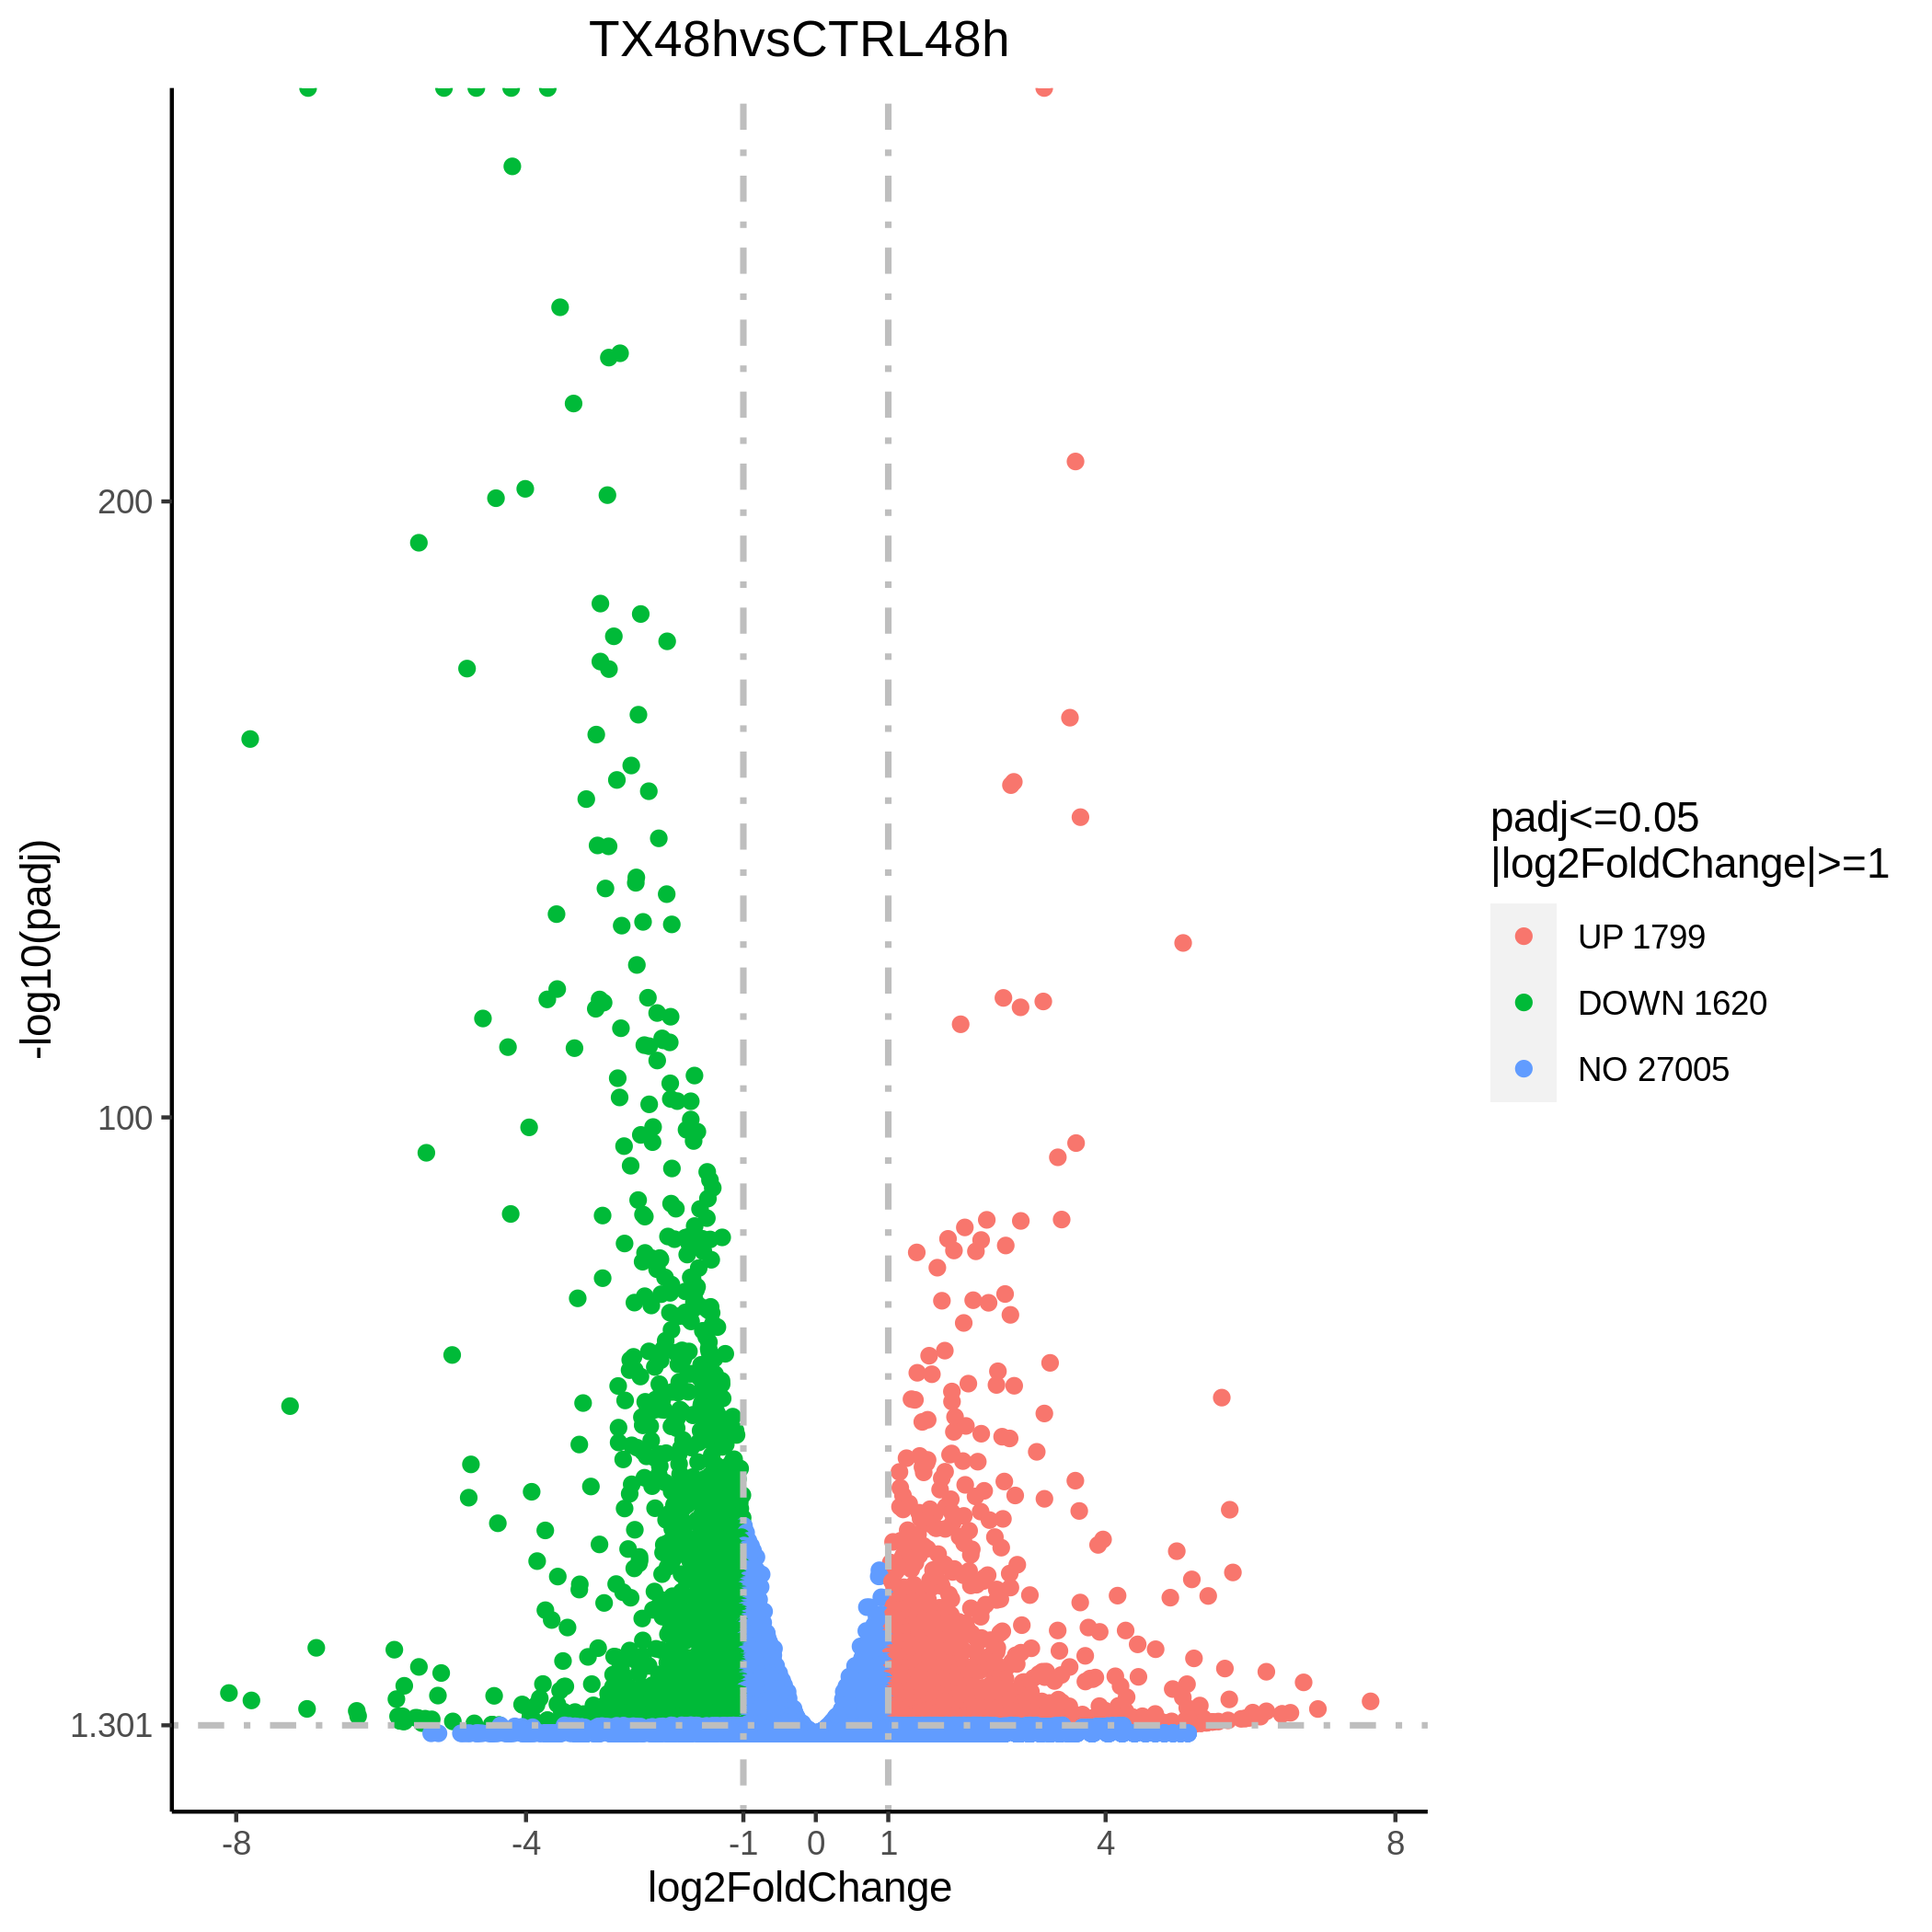 TX48hvsCTRL48h
-log10(padj)
200
100
1.301
-8
-4
-1
0
1
4
8
log2FoldChange
padj<=0.05
|log2FoldChange|>=1
UP 1799
DOWN 1620
NO 27005